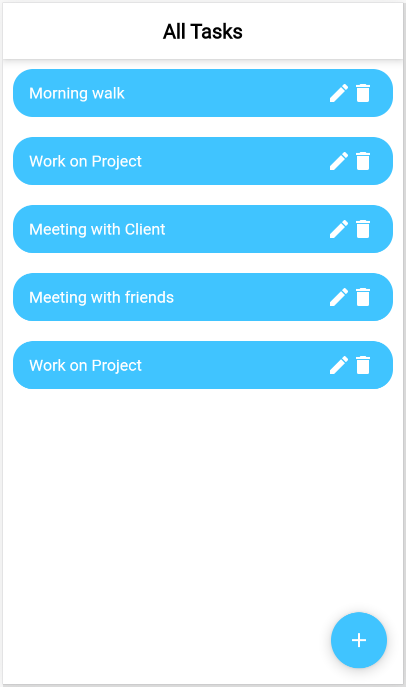 All Tasks
Morning walk
Work on Project
Meeting with Client
Meeting with friends
Work on Project